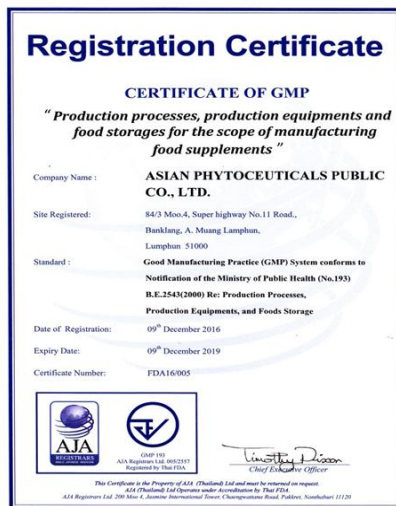 Registration Certificate
CERTIFICATE OF GMP
“ Production processes, production equipments and
food storages for the scope of manufacturing
food supplements ”
Company Name : ASIAN PHYTOCEUTICALS PUBLIC
CO., LTD.
Site Registered: 84/3 Moo.4, Super highway No.11 Road.,
Banklang, A. Muang Lamphun,
Lumphun 51000
Standard : Good Manufacturing Practice (GMP) System conforms to
Notification of the Ministry of Public Health (No.193)
B.E.2543(2000) Re: Production Processes,
Production Equipments, and Foods Storage
Date of Registration: 09th December 2016
Expiry Date: 09th December 2019
Certificate Number: FDA16/005
AJA
REGISTRARS
GMP 193
AJA Registrars Ltd. 005/2557
Registered by Thai FDA
Timothy Dixon
Chief Executive Officer
This Certificate is the Property of AJA (Thailand) Ltd and must be returned on request
AJA (Thailand) Ltd Operates under Accreditation by Thai FDA.
AJA Registrars Ltd. 200 Moo 4, Jasmine International Tower, Chaengwattana Road, Pakkret, Nonthaburi 11120